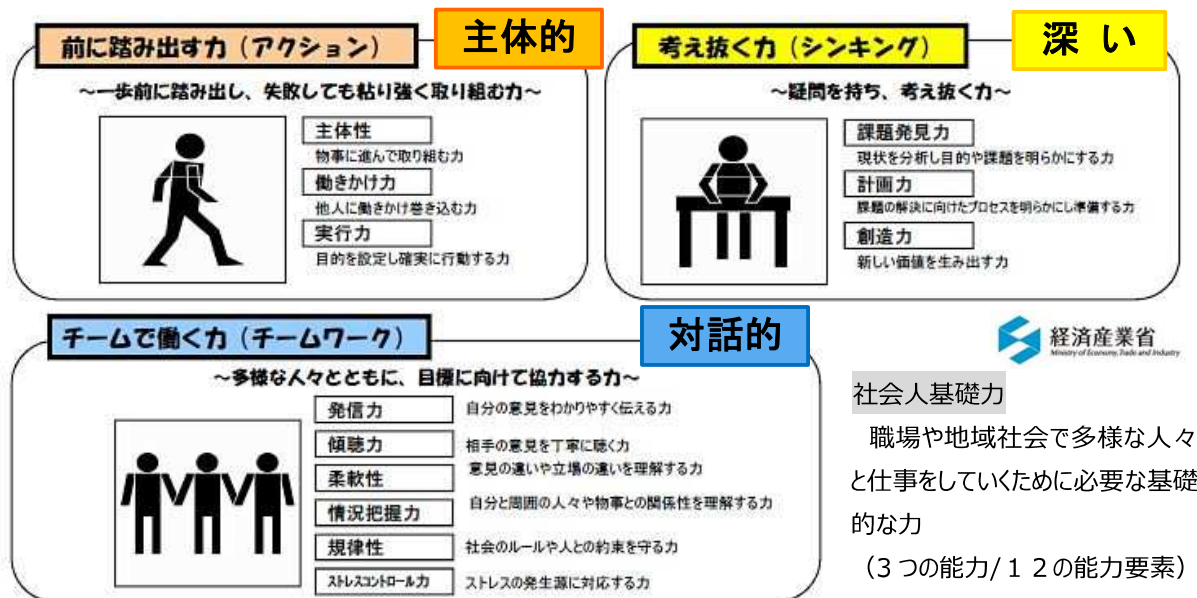 前に踏み出す力（アクション）
主体的
～一歩前に踏み出し、失敗しても粘り強く取り組む力～
主体性
物事に進んで取り組む力
働きかけ力
他人に働きかけ巻き込む力
実行力
目的を設定し確実に行動する力
考え抜く力（シンキング）
深い
～疑問を持ち、考え抜く力～
課題発見力
現状を分析し目的や課題を明らかにする力
計画力
課題の解決に向けたプロセスを明らかにし準備する力
創造力
新しい価値を生み出す力
チームで働く力（チームワーク）
対話的
～多様な人々とともに、目標に向けて協力する力～
発信力
自分の意見をわかりやすく伝える力
傾聴力
相手の意見を丁寧に聴く力
柔軟性
意見の違いや立場の違いを理解する力
情況把握力
自分と周囲の人々や物事との関係性を理解する力
規律性
社会のルールや人との約束を守る力
ストレスコントロール力
ストレスの発生源に対応する力
経済産業省
Ministry of Economy, Trade and Industry
社会人基礎力
職場や地域社会で多様な人々
と仕事をしていくために必要な基礎
的な力
（３つの能力/１２の能力要素）